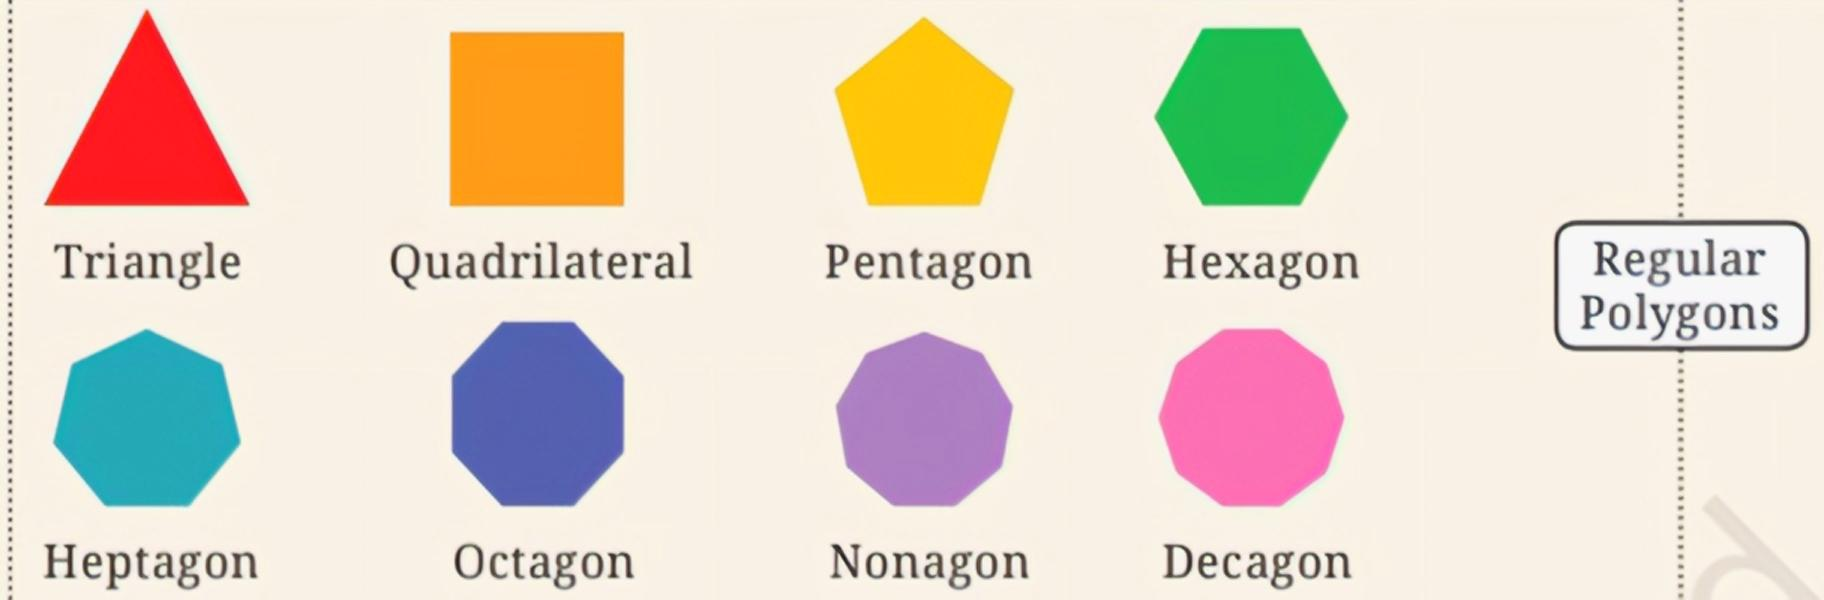 Triangle
Quadrilateral
Pentagon
Hexagon
Regular
Polygons
Heptagon
Octagon
Nonagon
Decagon